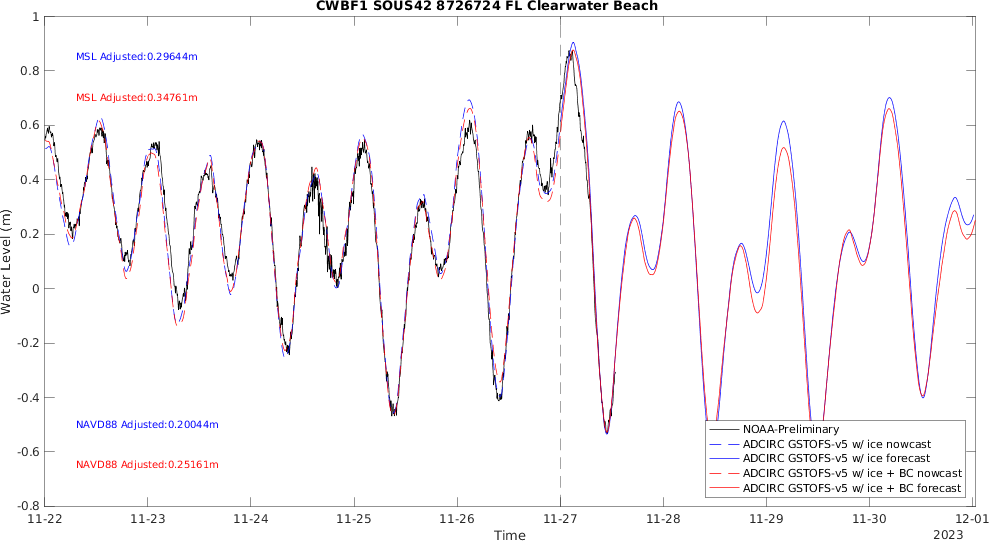 CWBF1 SOUS42 8726724 FL Clearwater Beach
1
0.8
0.6
0.4
0.2
0
-0.2
-0.4
-0.6
-0.8
Water Level (m)
MSL Adjusted:0.29644m
MSL Adjusted:0.34761m
NAVD88 Adjusted:0.20044m
NAVD88 Adjusted:0.25161m
NOAA-Preliminary
ADCIRC GSTOFS-v5 w/ ice nowcast
ADCIRC GSTOFS-v5 w/ ice forecast
ADCIRC GSTOFS-v5 w/ ice + BC nowcast
ADCIRC GSTOFS-v5 w/ ice + BC forecast
11-22 11-23 11-24 11-25 11-26 11-27 11-28 11-29 11-30 12-01
Time
2023